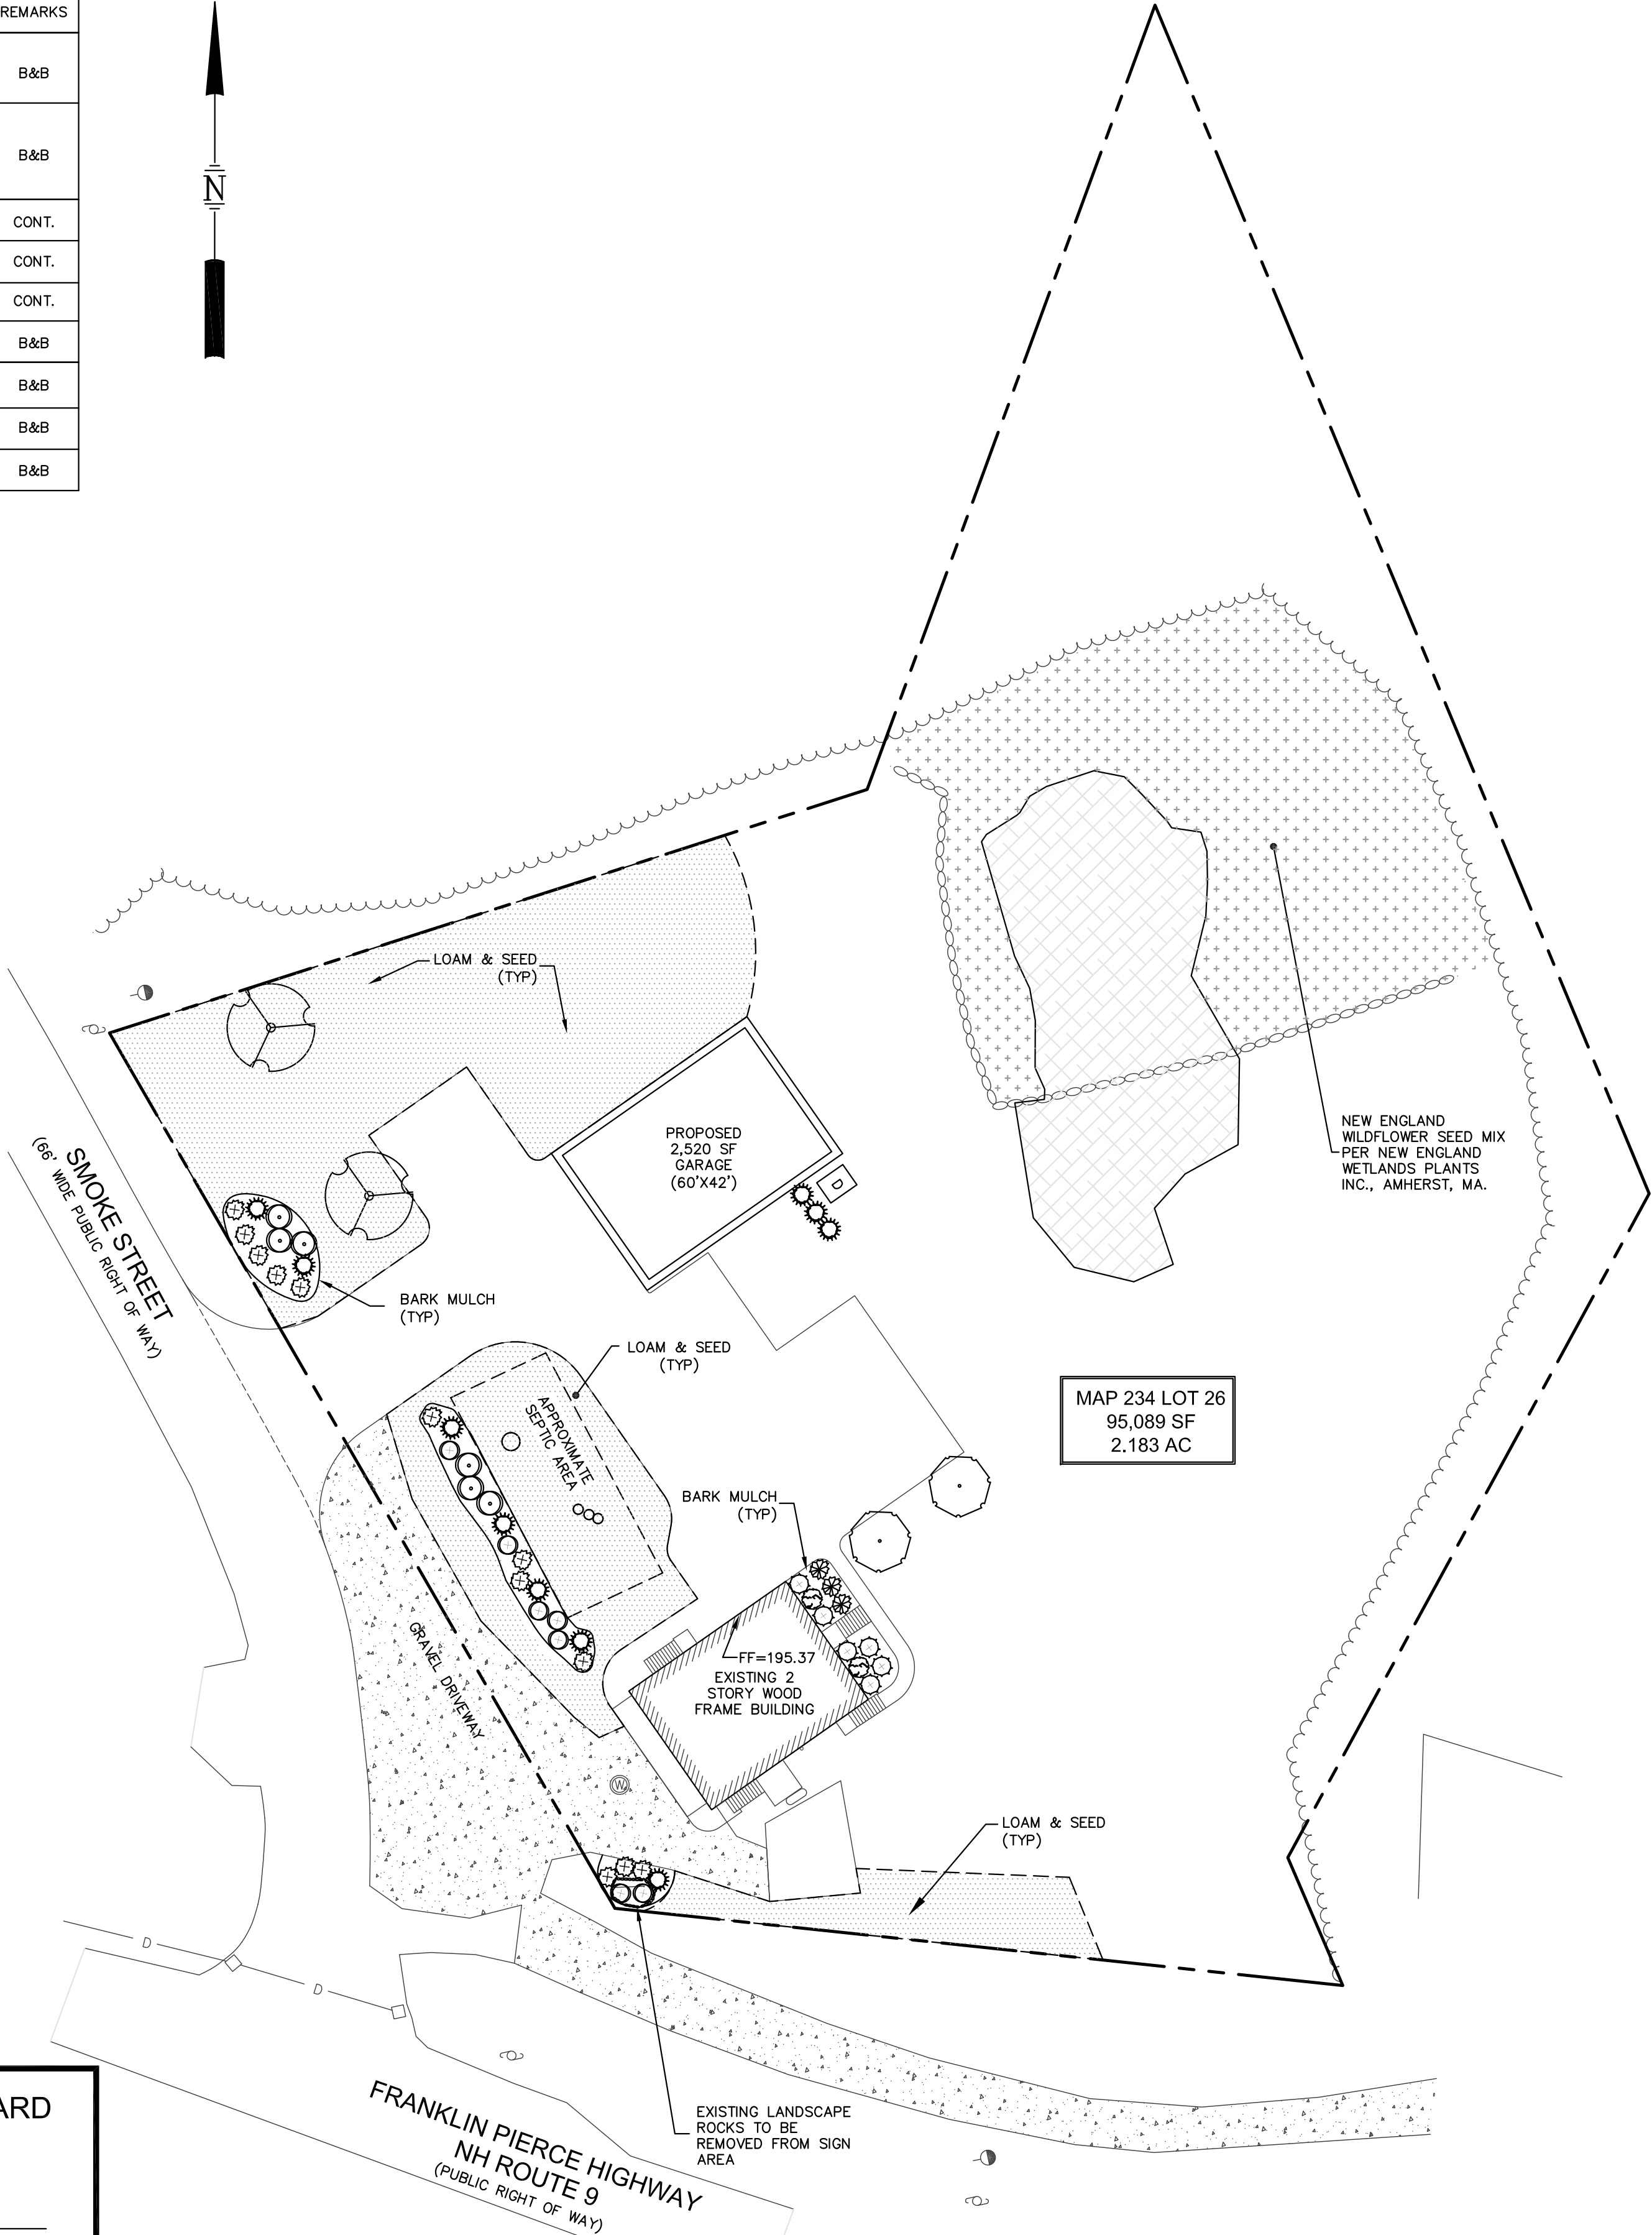 REMARKS
B&B
B&B
CONT.
CONT.
CONT.
B&B
B&B
B&B
B&B
N
LOAM & SEED
(TYP)
PROPOSED
2,520 SF
GARAGE
(60'X42')
D
NEW ENGLAND
WILDFLOWER SEED MIX
PER NEW ENGLAND
WETLANDS PLANTS
INC., AMHERST, MA.
SMOKE STREET
(66' WIDE PUBLIC RIGHT OF WAY)
BARK MULCH
(TYP)
LOAM & SEED
(TYP)
APPROXIMATE
SEPTIC AREA
MAP 234 LOT 26
95,089 SF
2.183 AC
BARK MULCH
(TYP)
FF=195.37
EXISTING 2
STORY WOOD
FRAME BUILDING
GRAVEL DRIVEWAY
W
LOAM & SEED
(TYP)
D
D
EXISTING LANDSCAPE
ROCKS TO BE
REMOVED FROM SIGN
AREA
FRANKLIN PIERCE HIGHWAY
NH ROUTE 9
(PUBLIC RIGHT OF WAY)
ARD